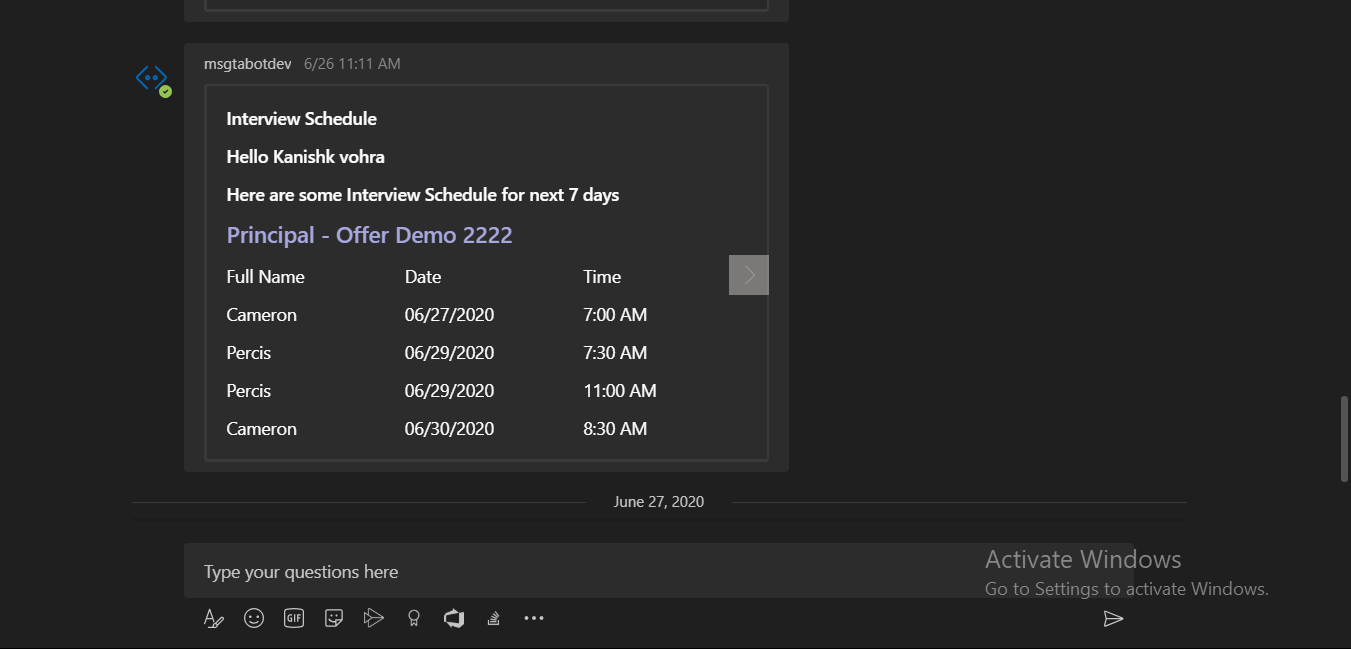 msgtabotdev 6/26 11:11 AM
Interview Schedule
Hello Kanishk vohra
Here are some Interview Schedule for next 7 days
Principal - Offer Demo 2222
Full Name Date Time
Cameron 06/27/2020 7:00 AM
Percis 06/29/2020 7:30 AM
Percis 06/29/2020 11:00 AM
Cameron 06/30/2020 8:30 AM
June 27, 2020
Type your questions here
Activate Windows
Go to Settings to activate Windows.
GIF